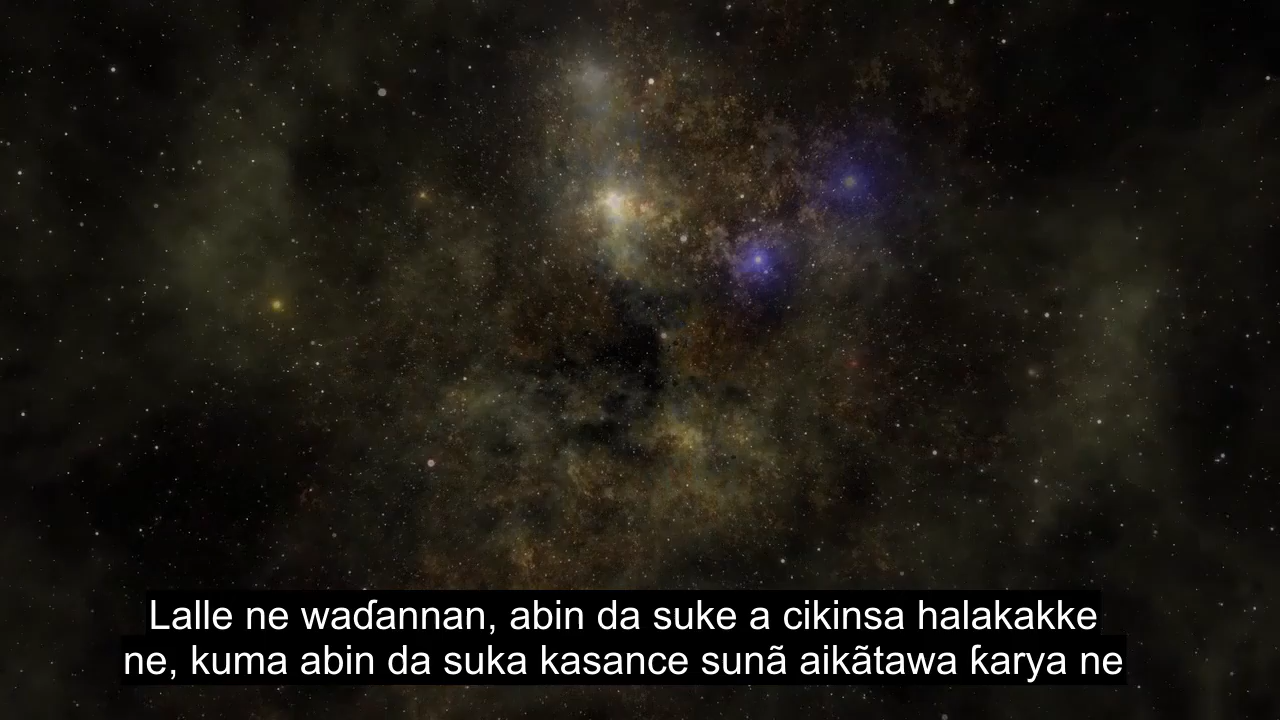 Lalle ne waɗannan, abin da suke a cikinsa halakakke
ne, kuma abin da suka kasance sunã aikãtawa ƙarya ne